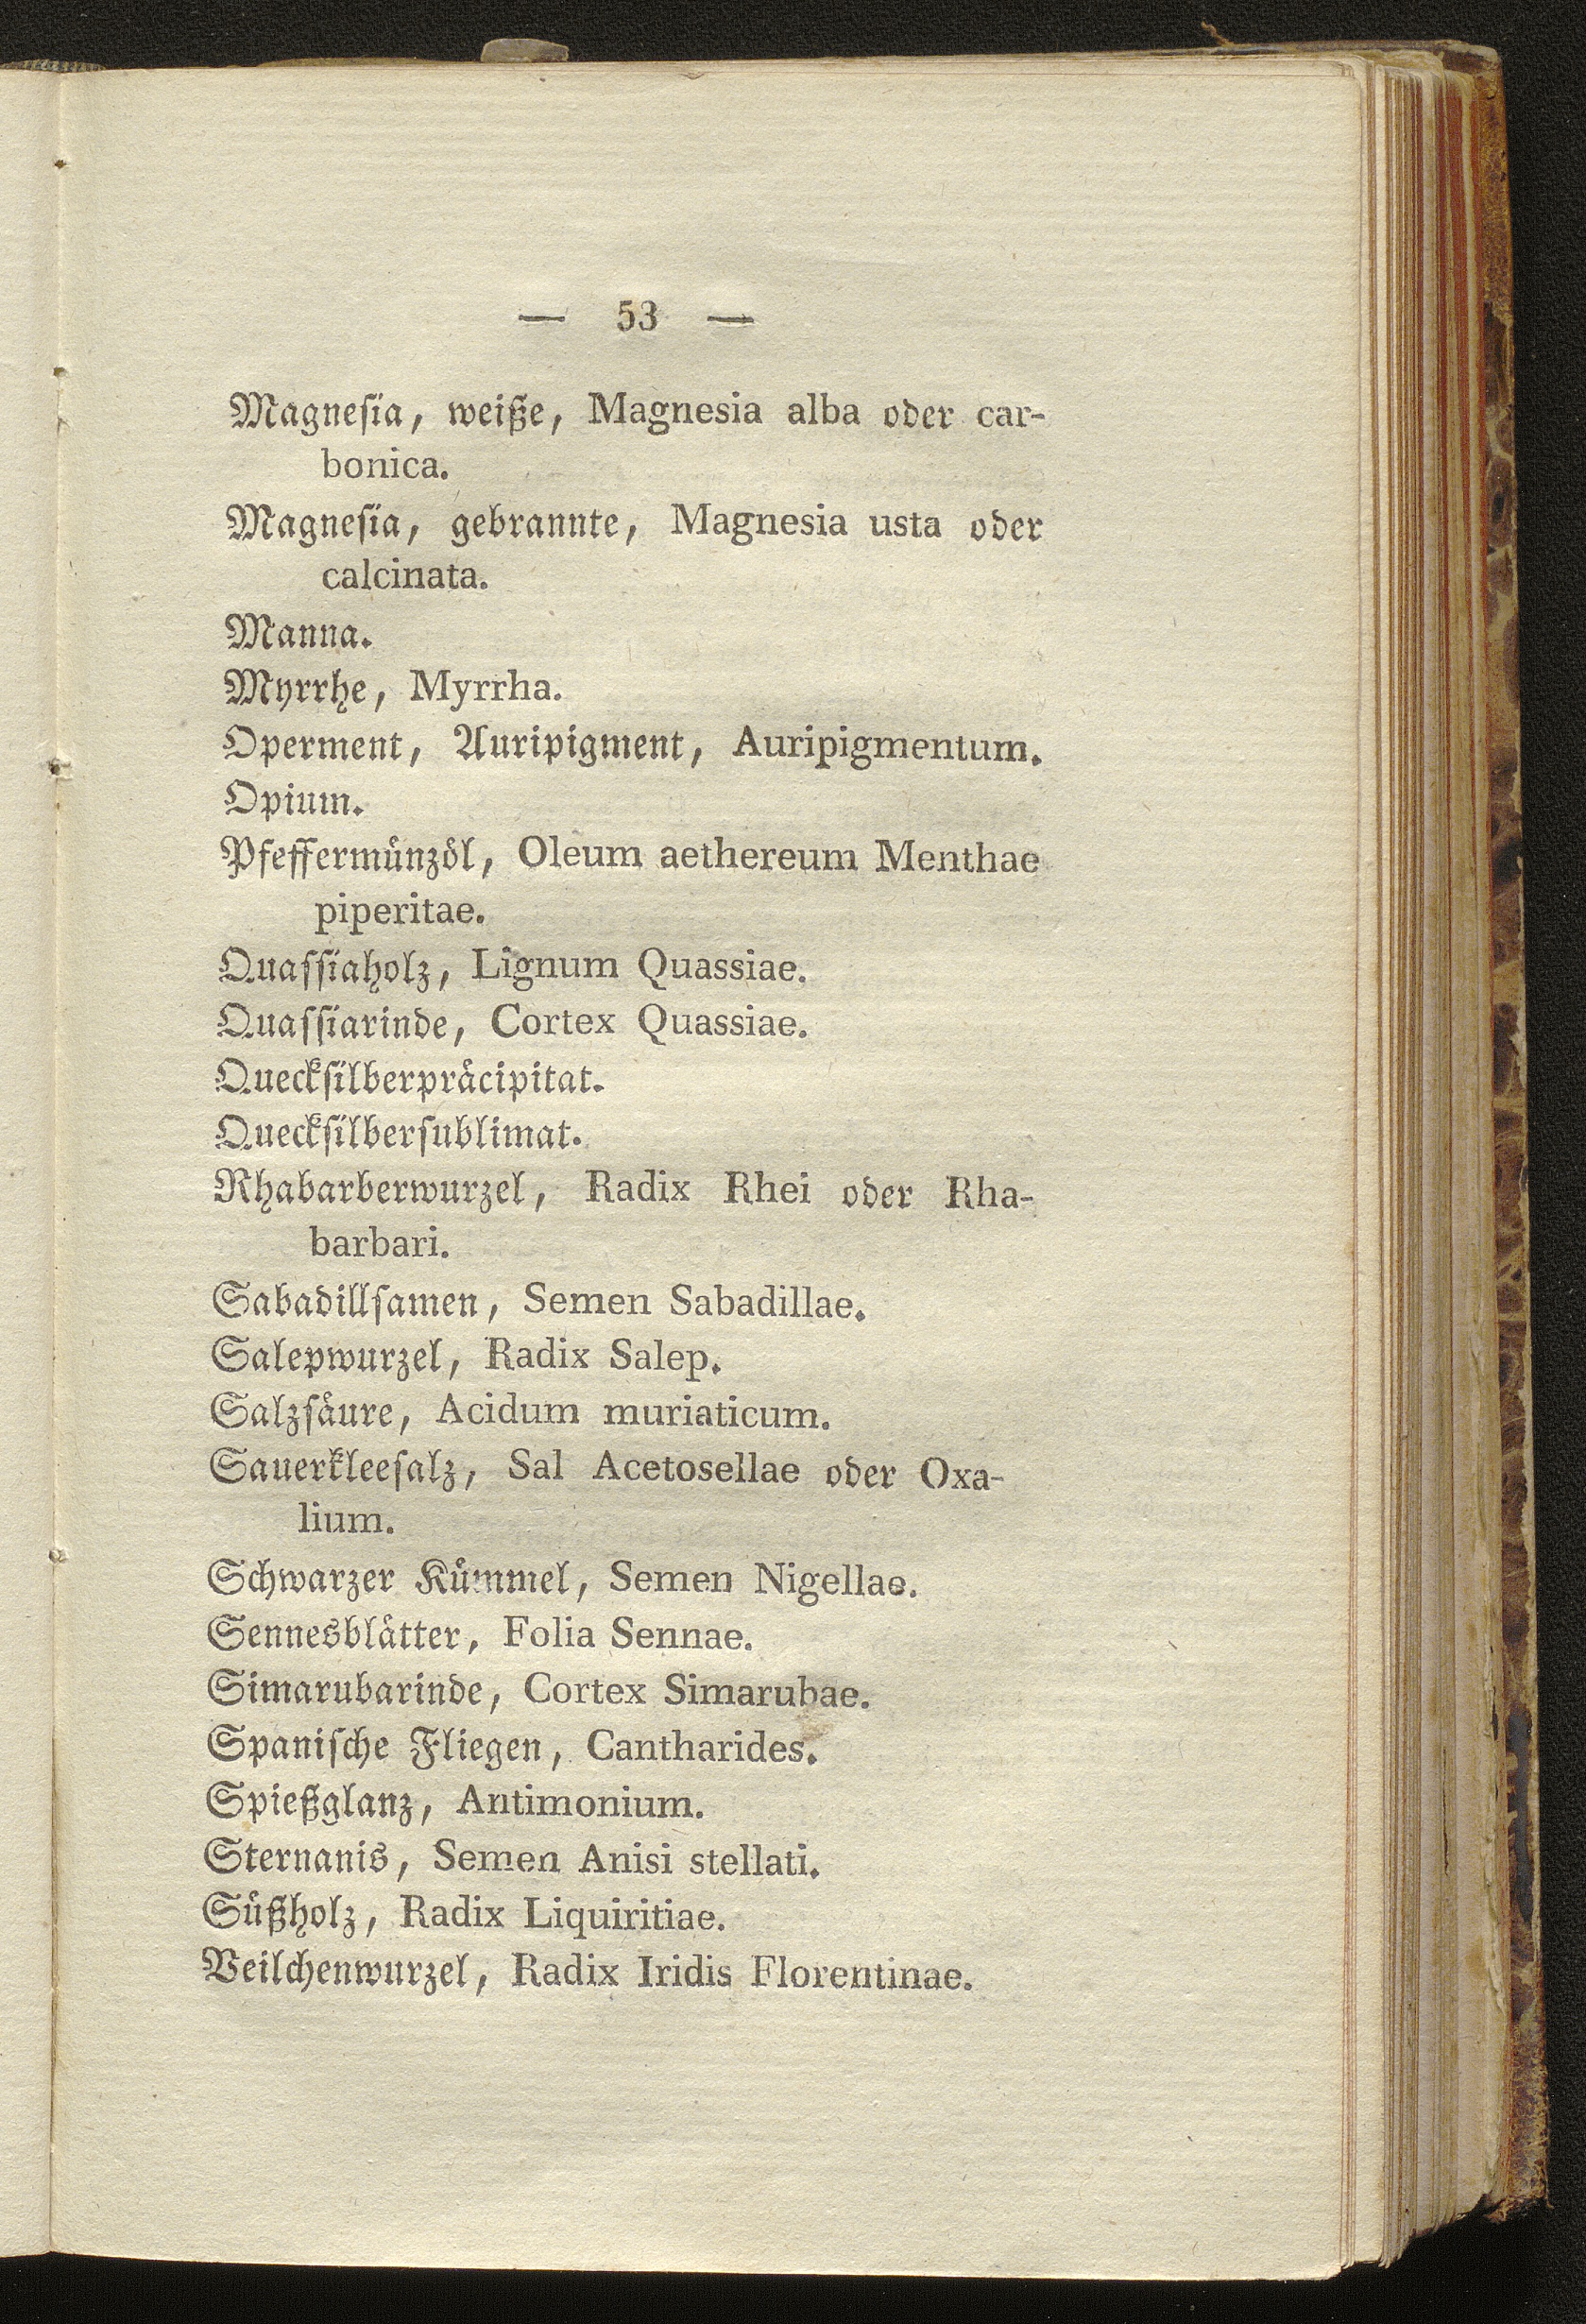 — 53 —
Magneſia, weiße, Magnesia alba oder car-
bonica.
Magneſia, gebrannte, Magnesia usta oder
calcinata.
Manna.
Myrrhe, Myrrha.
Operment, Auripigment, Auripigmentum.
Opium.
Pfeffermünzöl, Oleum aethereum Menthae
piperitae.
Quaſſiaholz, Lignum Quassiae.
Quaſſiarinde, Cortex Quassiae.
Queckſilberpräcipitat.
Queckſilberſublimat.
Rhabarberwurzel, Radix Rhei oder Rha-
barbari.
Sabadillſamen, Semen Sabadillae.
Salepwurzel, Radix Salep.
Salzſäure, Acidum muriaticum.
Sauerkleeſalz, Sal Acetosellae oder Oxa-
lium.
Schwarzer Kümmel, Semen Nigellae.
Sennesblätter, Folia Sennae.
Simarubarinde, Cortex Simarubae.
Spaniſche Fliegen, Cantharides.
Spießglanz, Antimonium.
Sternanis, Semen Anisi stellati.
Süßholz, Radix Liquiritiae.
Veilchenwurzel, Radix Iridis Florentinae.